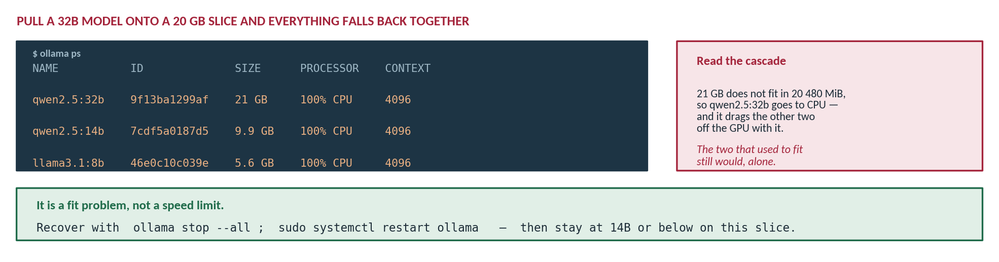 PULL A 32B MODEL ONTO A 20 GB SLICE AND EVERYTHING FALLS BACK TOGETHER
$ ollama ps
NAME ID SIZE PROCESSOR CONTEXT
qwen2.5:32b 9f13ba1299af 21 GB 100% CPU 4096
qwen2.5:14b 7cdf5a0187d5 9.9 GB 100% CPU 4096
llama3.1:8b 46e0c10c039e 5.6 GB 100% CPU 4096
Read the cascade
21 GB does not fit in 20 480 MiB,
so qwen2.5:32b goes to CPU —
and it drags the other two
off the GPU with it.
The two that used to fit
still would, alone.
It is a fit problem, not a speed limit.
Recover with ollama stop --all ; sudo systemctl restart ollama — then stay at 14B or below on this slice.